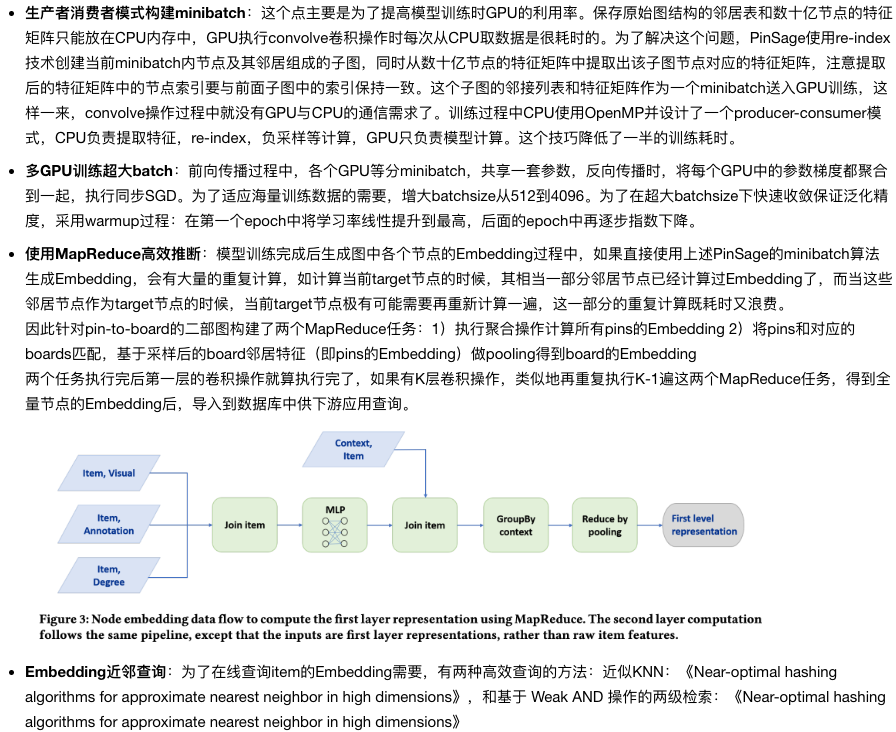 • 生产者消费者模式构建minibatch：这个点主要是为了提高模型训练时GPU的利用率。保存原始图结构的邻居表和数十亿节点的特征
矩阵只能放在CPU内存中，GPU执行convolve卷积操作时每次从CPU取数据是很耗时的。为了解决这个问题，PinSage使用re-index
技术创建当前minibatch内节点及其邻居组成的子图，同时从数十亿节点的特征矩阵中提取出该子图节点对应的特征矩阵，注意提取
后的特征矩阵中的节点索引要与前面子图中的索引保持一致。这个子图的邻接列表和特征矩阵作为一个minibatch送入GPU训练，这
样一来，convolve操作过程中就没有GPU与CPU的通信需求了。训练过程中CPU使用OpenMP并设计了一个producer-consumer模
式，CPU负责提取特征，re-index，负采样等计算，GPU只负责模型计算。这个技巧降低了一半的训练耗时。
• 多GPU训练超大batch：前向传播过程中，各个GPU等分minibatch，共享一套参数，反向传播时，将每个GPU中的参数梯度都聚合
到一起，执行同步SGD。为了适应海量训练数据的需要，增大batchsize从512到4096。为了在超大batchsize下快速收敛保证泛化精
度，采用warmup过程：在第一个epoch中将学习率线性提升到最高，后面的epoch中再逐步指数下降。
• 使用MapReduce高效推断：模型训练完成后生成图中各个节点的Embedding过程中，如果直接使用上述PinSage的minibatch算法
生成Embedding，会有大量的重复计算，如计算当前target节点的时候，其相当一部分邻居节点已经计算过Embedding了，而当这些
邻居节点作为target节点的时候，当前target节点极有可能需要再重新计算一遍，这一部分的重复计算既耗时又浪费。
因此针对pin-to-board的二部图构建了两个MapReduce任务：1）执行聚合操作计算所有pins的Embedding 2）将pins和对应的
boards匹配，基于采样后的board邻居特征（即pins的Embedding）做pooling得到board的Embedding
两个任务执行完后第一层的卷积操作就算执行完了，如果有K层卷积操作，类似地再重复执行K-1遍这两个MapReduce任务，得到全
量节点的Embedding后，导入到数据库中供下游应用查询。
Context,
Item
Item, Visual
Item,
Annotation
Item,
Degree
Join item
MLP
Join item
GroupBy
context
Reduce by
pooling
First level
representation
Figure 3: Node embedding data flow to compute the first layer representation using MapReduce. The second layer computation
follows the same pipeline, except that the inputs are first layer representations, rather than raw item features.
• Embedding近邻查询：为了在线查询item的Embedding需要，有两种高效查询的方法：近似KNN：《Near-optimal hashing
algorithms for approximate nearest neighbor in high dimensions》，和基于 Weak AND 操作的两级检索：《Near-optimal hashing
algorithms for approximate nearest neighbor in high dimensions》